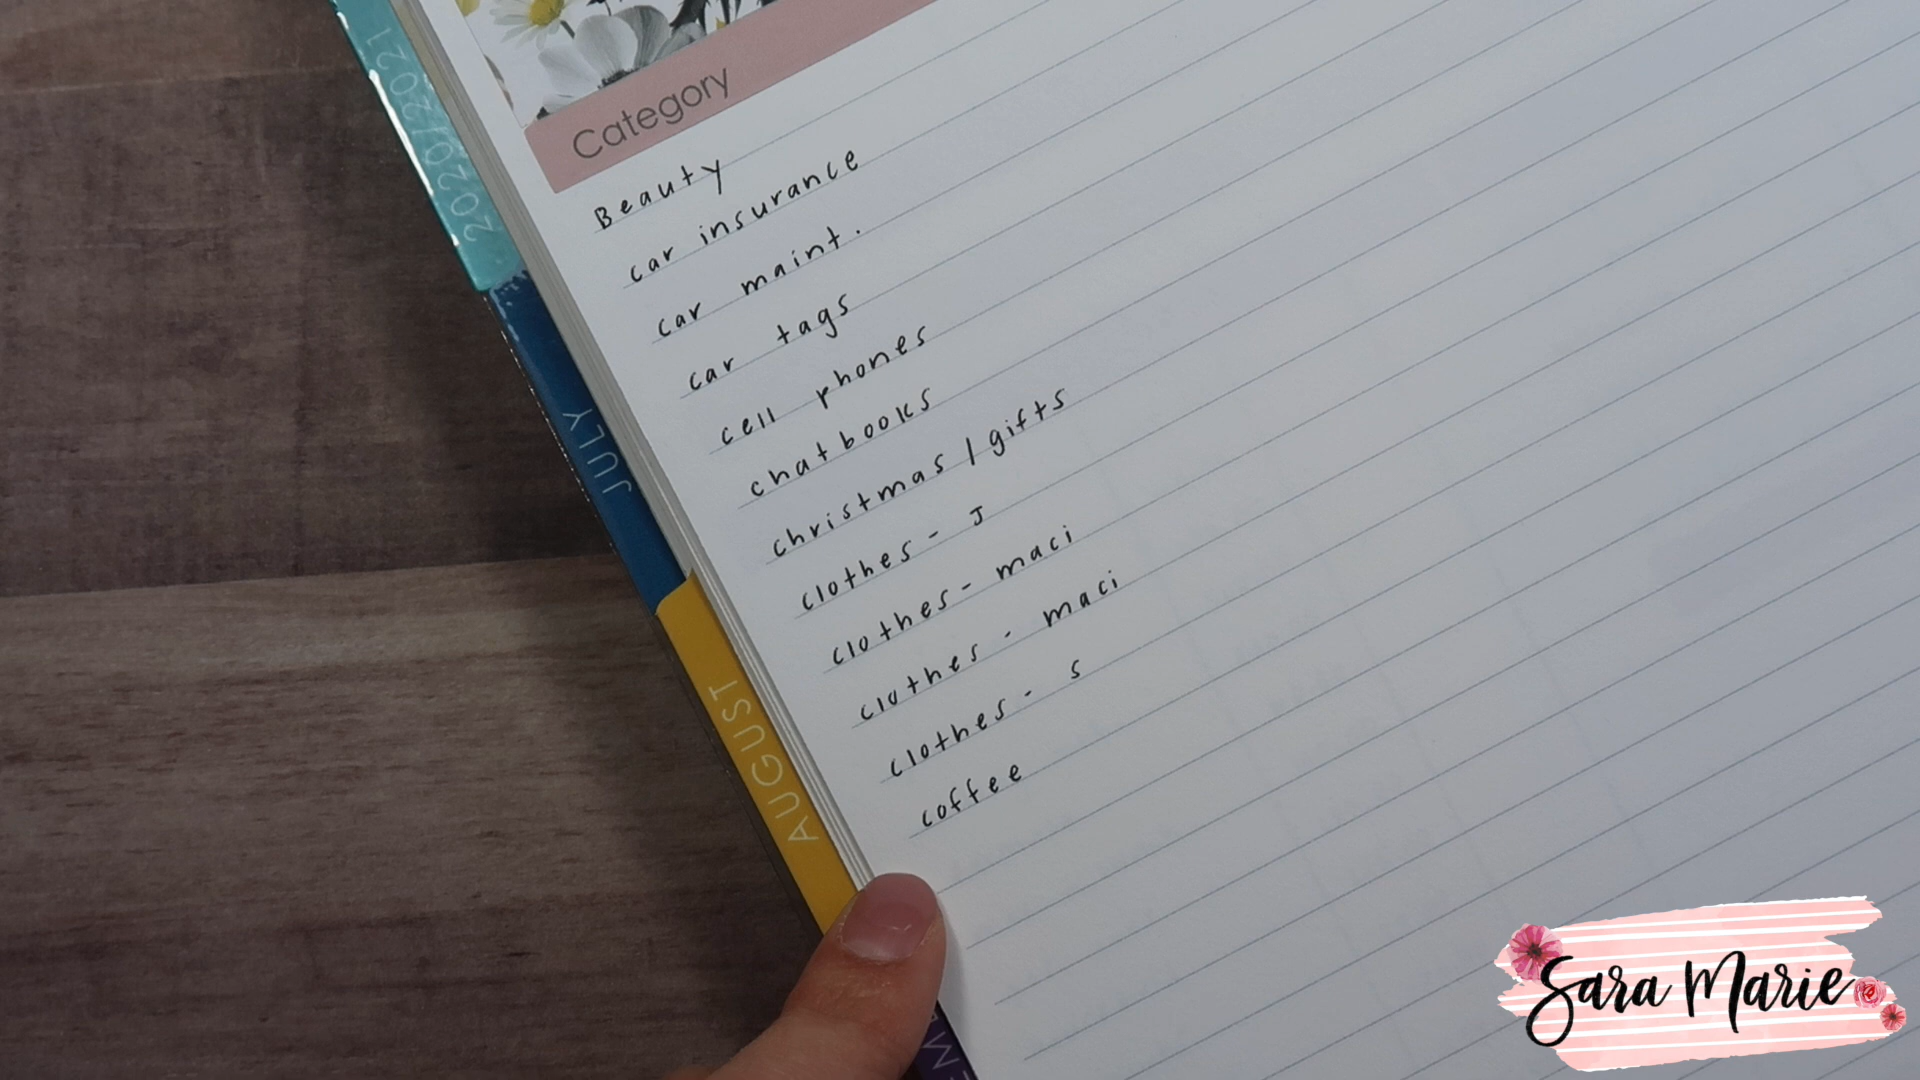 2020/2021
JULY
AUGUST
Category
Beauty
car insurance
car maint.
car tags
cell phones
chatbooks
christmas / gifts
clothes - J
clothes - maci
clothes - maci
clothes - S
coffee
Sara Marie